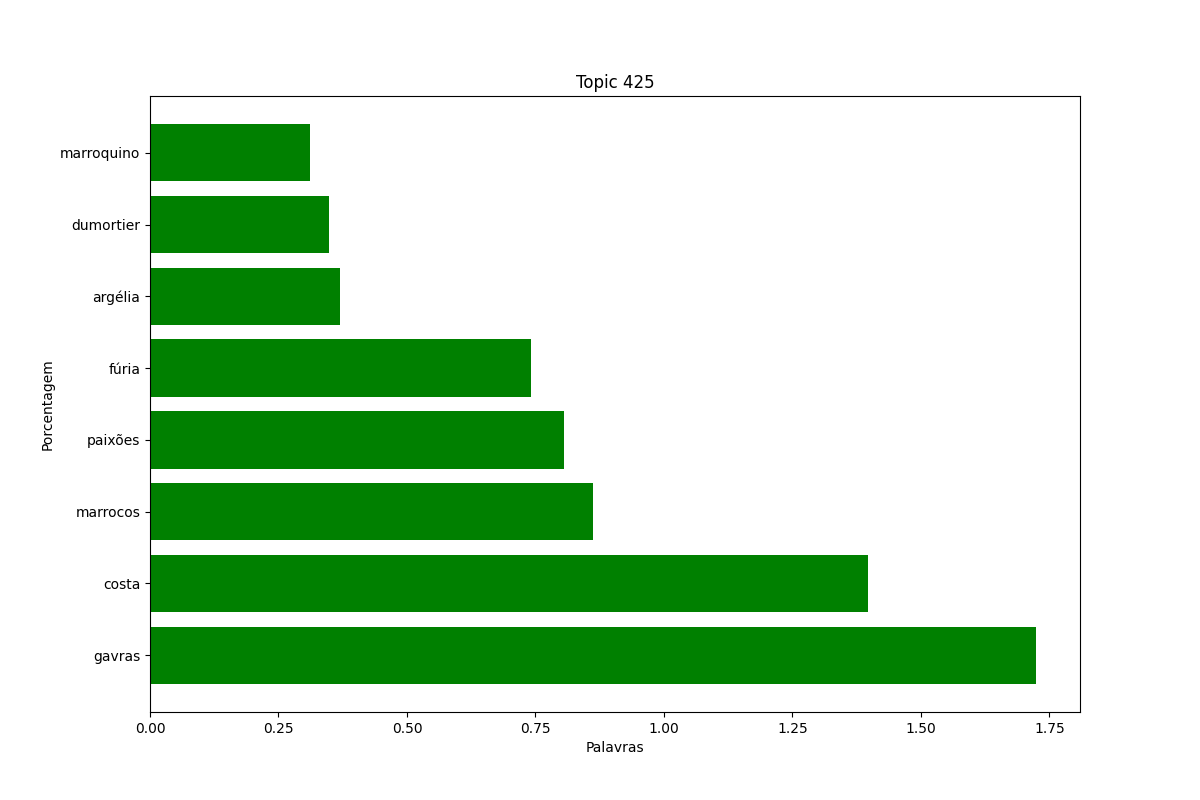 Topic 425
marroquino
dumortier
argélia
fúria
paixões
marrocos
costa
gavras
Porcentagem
0.00 0.25 0.50 0.75 1.00 1.25 1.50 1.75
Palavras